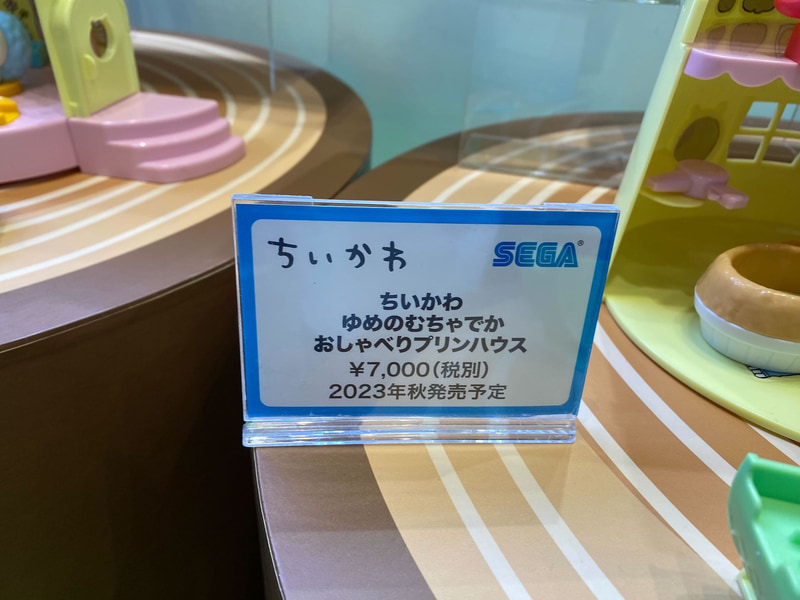 ちいかわ
SEGA®
ちいかわ
ゆめのむちゃでか
おしゃべりプリンハウス
¥7,000(税別)
2023年秋発売予定